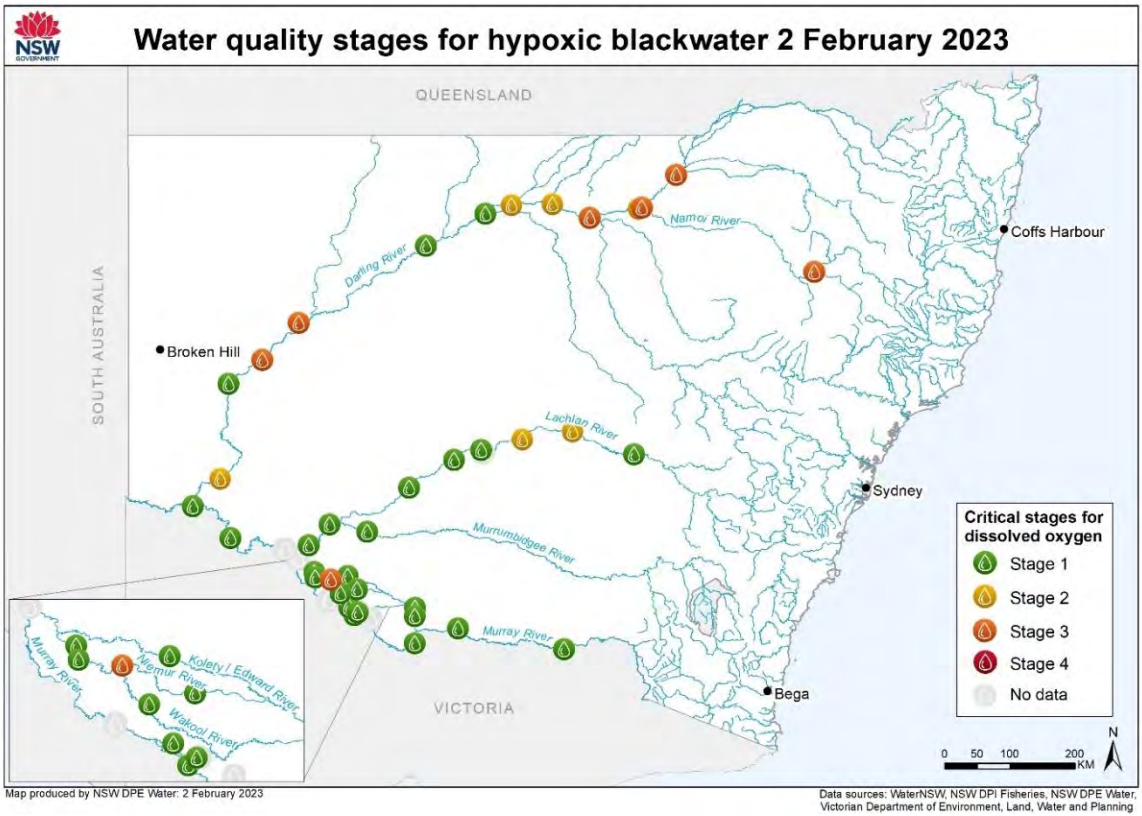 NSW
GOVERNMENT
Water quality stages for hypoxic blackwater 2 February 2023
QUEENSLAND
SOUTH AUSTRALIA
Darling River
Namoi River
Coffs Harbour
Broken Hill
Lachlan River
Sydney
Murrumbidgee River
Murray River
VICTORIA
Bega
Critical stages for
dissolved oxygen
Stage 1
Stage 2
Stage 3
Stage 4
No data
Murray River
Kolety / Edward River
Niemur River
Wakool River
N
0 50 100 200
KM
Map produced by NSW DPE Water: 2 February 2023
Data sources: WaterNSW, NSW DPI Fisheries, NSW DPE Water,
Victorian Department of Environment, Land, Water and Planning